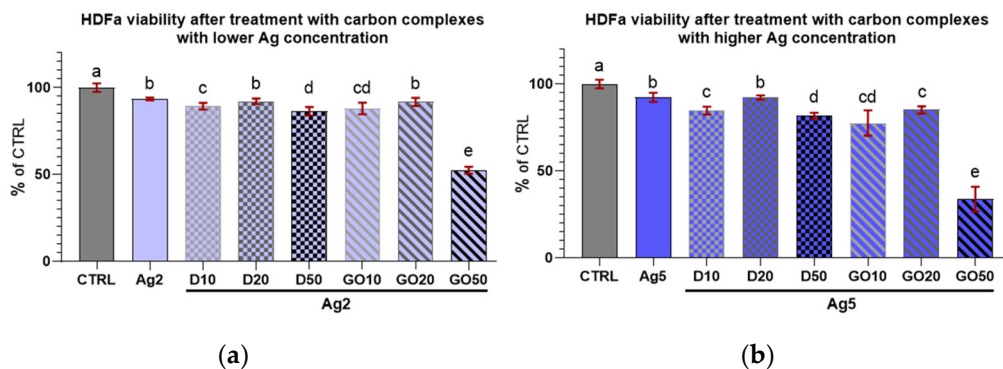 HDFa viability after treatment with carbon complexes
with lower Ag concentration
% of CTRL
100
50
0
a
b
c
b
d
cd
b
e
CTRL Ag2 D10 D20 D50 GO10 GO20 GO50
Ag2
(a)
HDFa viability after treatment with carbon complexes
with higher Ag concentration
% of CTRL
100
50
0
a
b
c
b
d
cd
c
e
CTRL Ag5 D10 D20 D50 GO10 GO20 GO50
Ag5
(b)